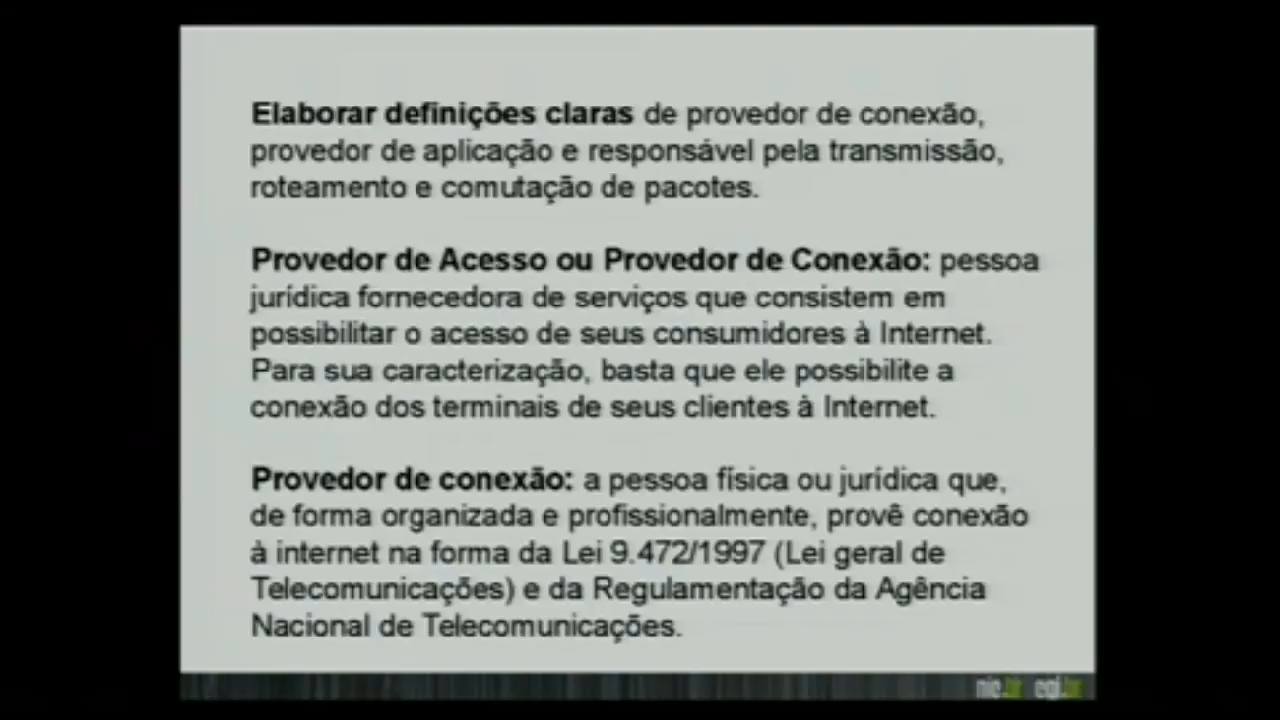 Elaborar definições claras de provedor de conexão,
provedor de aplicação e responsável pela transmissão,
roteamento e comutação de pacotes.
Provedor de Acesso ou Provedor de Conexão: pessoa
jurídica fornecedora de serviços que consistem em
possibilitar o acesso de seus consumidores à Internet.
Para sua caracterização, basta que ele possibilite a
conexão dos terminais de seus clientes à Internet.
Provedor de conexão: a pessoa física ou jurídica que,
de forma organizada e profissionalmente, provê conexão
à internet na forma da Lei 9.472/1997 (Lei geral de
Telecomunicações) e da Regulamentação da Agência
Nacional de Telecomunicações.
nic.br cgi.br